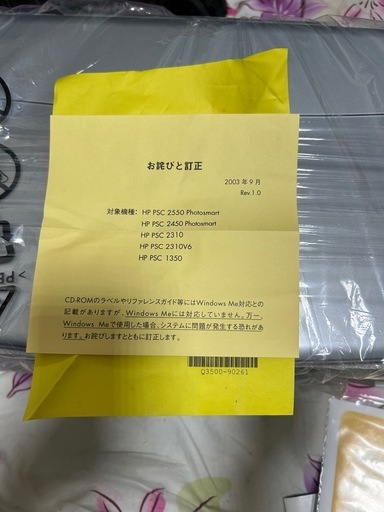 お詫びと訂正
2003 年 9 月
Rev.1.0
対象機種： HP PSC 2550 Photosmart
HP PSC 2450 Photosmart
HP PSC 2310
HP PSC 2310V6
HP PSC 1350
CD-ROMのラベルやリファレンスガイド等にはWindows Me対応との
記載がありますが、Windows Meには対応していません。万一、
Windows Meで使用した場合、システムに問題が発生する恐れがあ
ります。お詫びしますとともに訂正します。
Q3500-90261